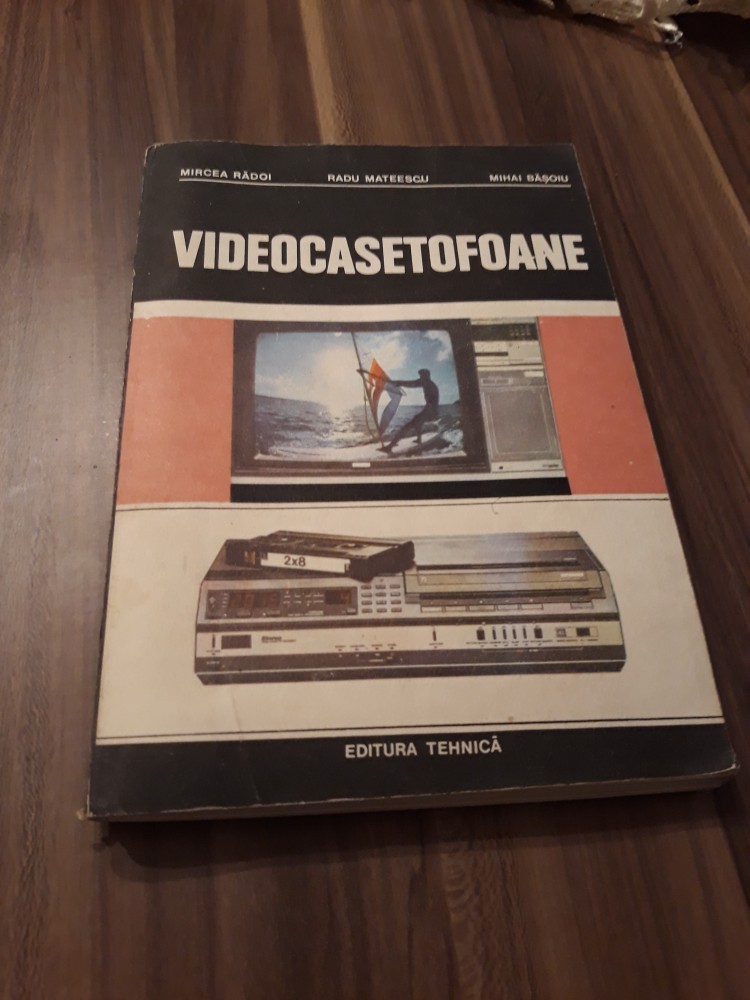 MIRCEA RĂDOI RADU MATEESCU MIHAI BĂȘOIU
VIDEOCASETOFOANE
2x8
EDITURA TEHNICĂ